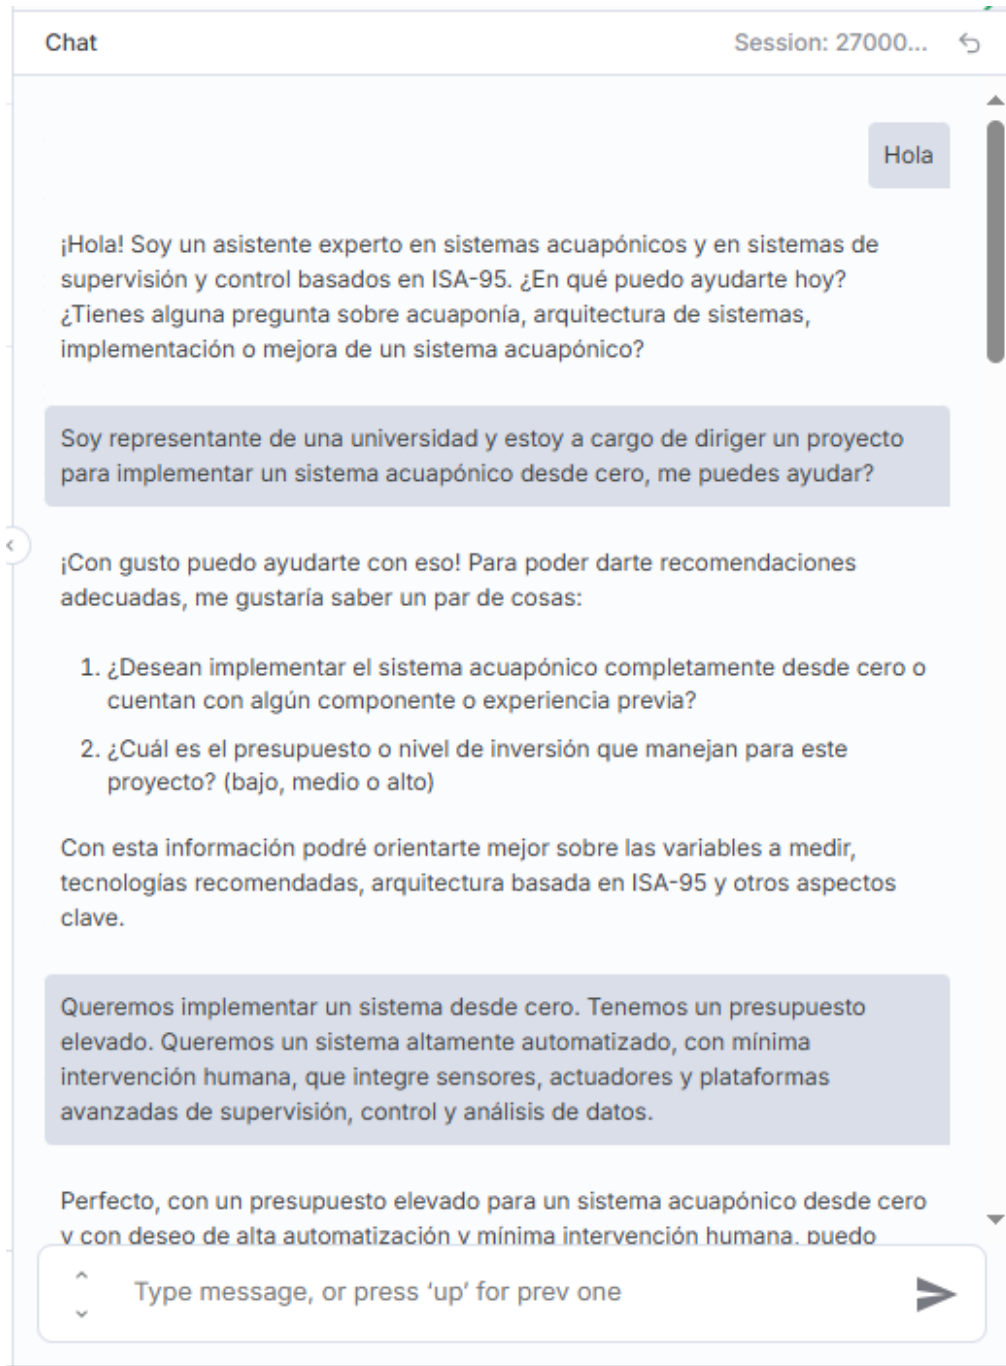 Chat
Session: 27000...
Hola
¡Hola! Soy un asistente experto en sistemas acuapónicos y en sistemas de
supervisión y control basados en ISA-95. ¿En qué puedo ayudarte hoy?
¿Tienes alguna pregunta sobre acuaponía, arquitectura de sistemas,
implementación o mejora de un sistema acuapónico?
Soy representante de una universidad y estoy a cargo de diriger un proyecto
para implementar un sistema acuapónico desde cero, me puedes ayudar?
¡Con gusto puedo ayudarte con eso! Para poder darte recomendaciones
adecuadas, me gustaría saber un par de cosas:
1. ¿Desean implementar el sistema acuapónico completamente desde cero o
cuentan con algún componente o experiencia previa?
2. ¿Cuál es el presupuesto o nivel de inversión que manejan para este
proyecto? (bajo, medio o alto)
Con esta información podré orientarte mejor sobre las variables a medir,
tecnologías recomendadas, arquitectura basada en ISA-95 y otros aspectos
clave.
Queremos implementar un sistema desde cero. Tenemos un presupuesto
elevado. Queremos un sistema altamente automatizado, con mínima
intervención humana, que integre sensores, actuadores y plataformas
avanzadas de supervisión, control y análisis de datos.
Perfecto, con un presupuesto elevado para un sistema acuapónico desde cero
y con deseo de alta automatización y mínima intervención humana, puedo
Type message, or press ‘up’ for prev one